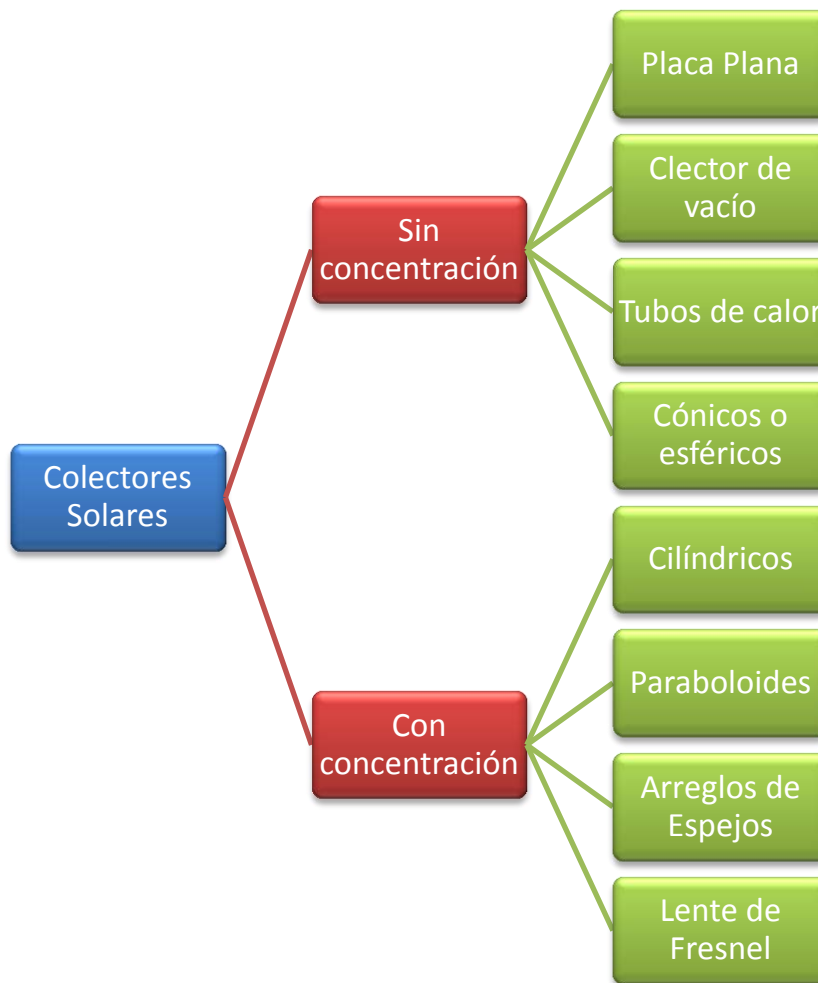 Placa Plana
Clector de
vacío
Sin
concentración
Tubos de calor
Cónicos o
esféricos
Colectores
Solares
Cilíndricos
Paraboloides
Con
concentración
Arreglos de
Espejos
Lente de
Fresnel